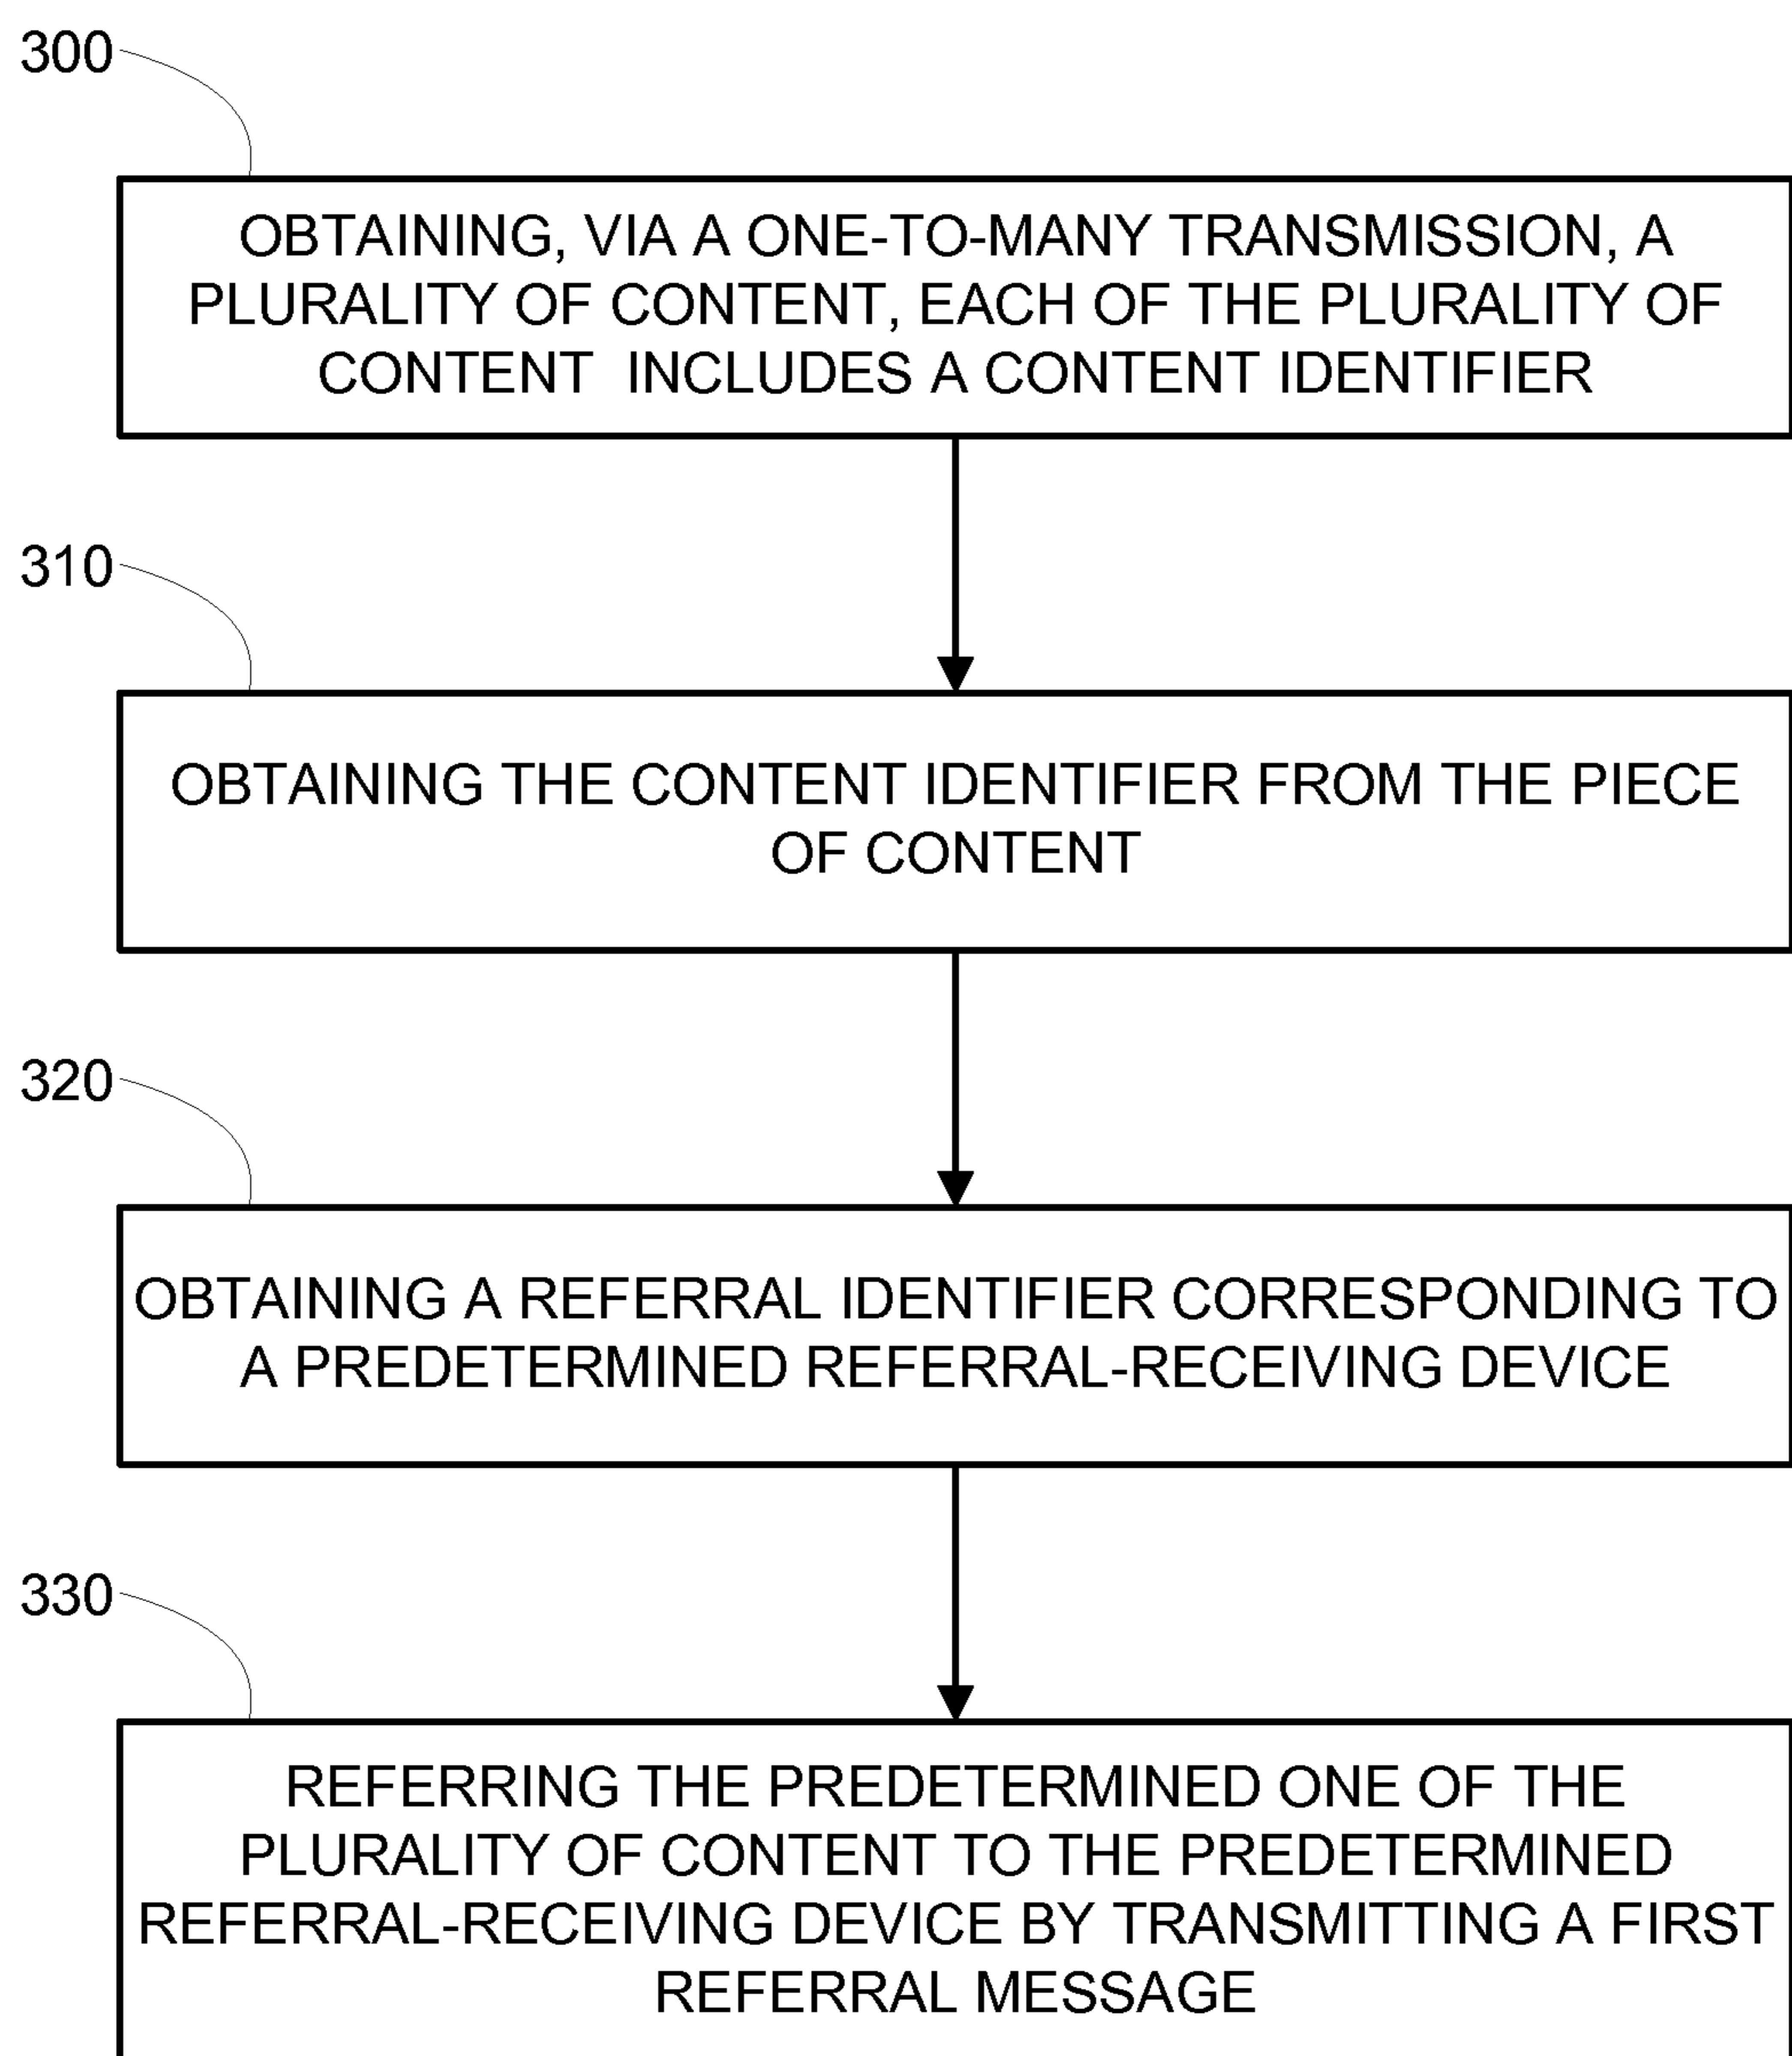 300
OBTAINING, VIA A ONE-TO-MANY TRANSMISSION, A
PLURALITY OF CONTENT, EACH OF THE PLURALITY OF
CONTENT INCLUDES A CONTENT IDENTIFIER
310
OBTAINING THE CONTENT IDENTIFIER FROM THE PIECE
OF CONTENT
320
OBTAINING A REFERRAL IDENTIFIER CORRESPONDING TO
A PREDETERMINED REFERRAL-RECEIVING DEVICE
330
REFERRING THE PREDETERMINED ONE OF THE
PLURALITY OF CONTENT TO THE PREDETERMINED
REFERRAL-RECEIVING DEVICE BY TRANSMITTING A FIRST
REFERRAL MESSAGE